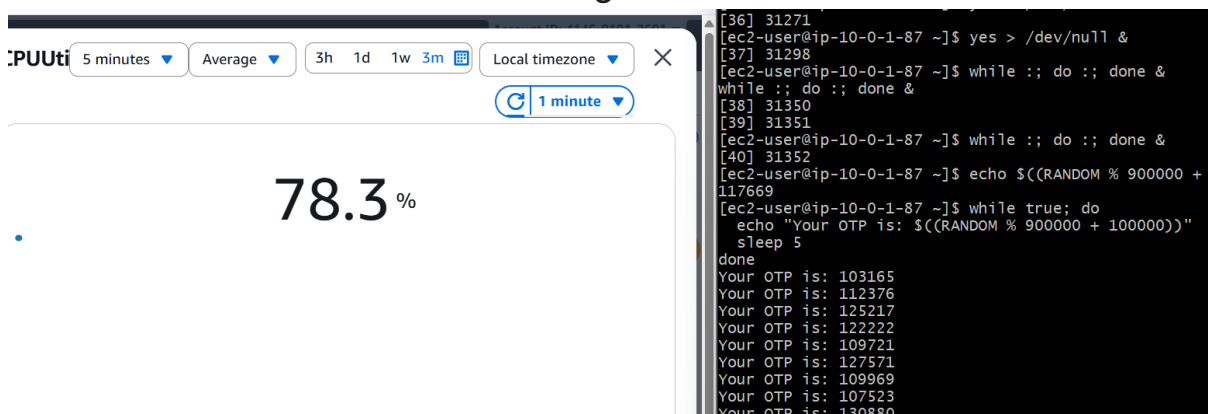 CPUUti 5 minutes Average 3h 1d 1w 3m Local timezone
1 minute
78.3 %
[36] 31271
[ec2-user@ip-10-0-1-87 ~]$ yes > /dev/null &
[37] 31298
[ec2-user@ip-10-0-1-87 ~]$ while :; do :; done &
while :; do :; done &
[38] 31350
[39] 31351
[ec2-user@ip-10-0-1-87 ~]$ while :; do :; done &
[40] 31352
[ec2-user@ip-10-0-1-87 ~]$ echo $((RANDOM % 900000 +
117669
[ec2-user@ip-10-0-1-87 ~]$ while true; do
echo "Your OTP is: $((RANDOM % 900000 + 100000))"
sleep 5
done
Your OTP is: 103165
Your OTP is: 112376
Your OTP is: 125217
Your OTP is: 122222
Your OTP is: 109721
Your OTP is: 127571
Your OTP is: 109969
Your OTP is: 107523
Your OTP is: 130880